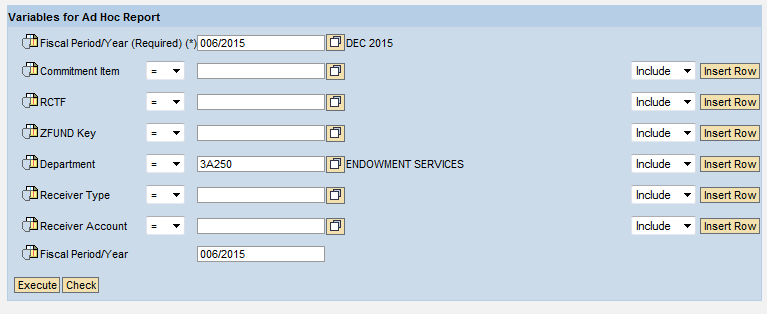 Variables for Ad Hoc Report
Fiscal Period/Year (Required) (*) 006/2015 DEC 2015
Commitment Item = Include Insert Row
RCTF = Include Insert Row
ZFUND Key = Include Insert Row
Department = 3A250 ENDOWMENT SERVICES Include Insert Row
Receiver Type = Include Insert Row
Receiver Account = Include Insert Row
Fiscal Period/Year 006/2015
Execute Check